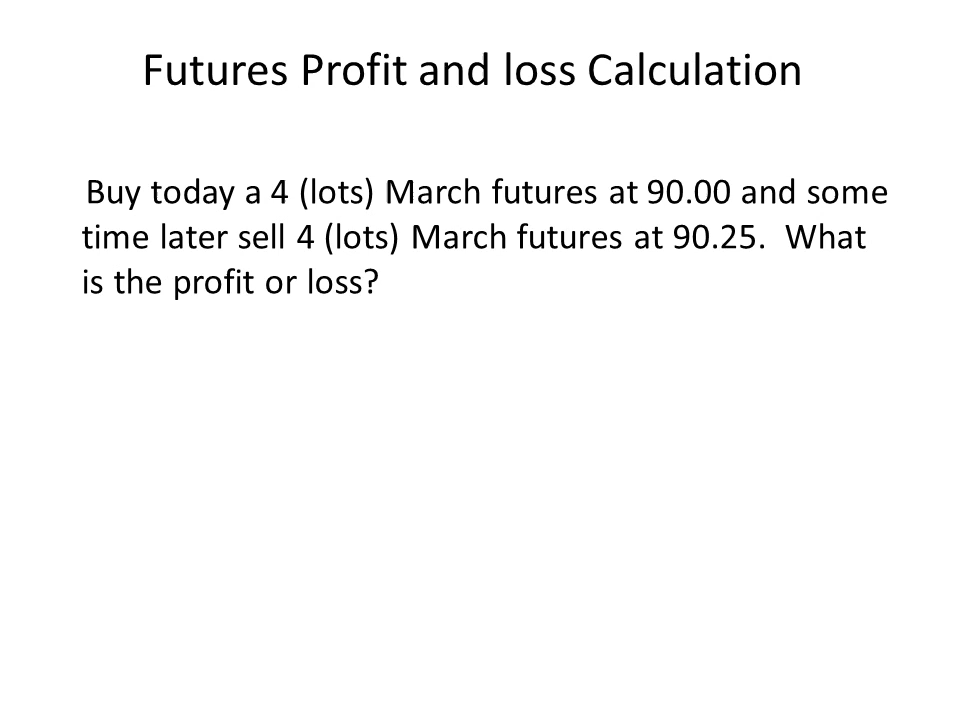 Futures Profit and loss Calculation
Buy today a 4 (lots) March futures at 90.00 and some
time later sell 4 (lots) March futures at 90.25.  What
is the profit or loss?